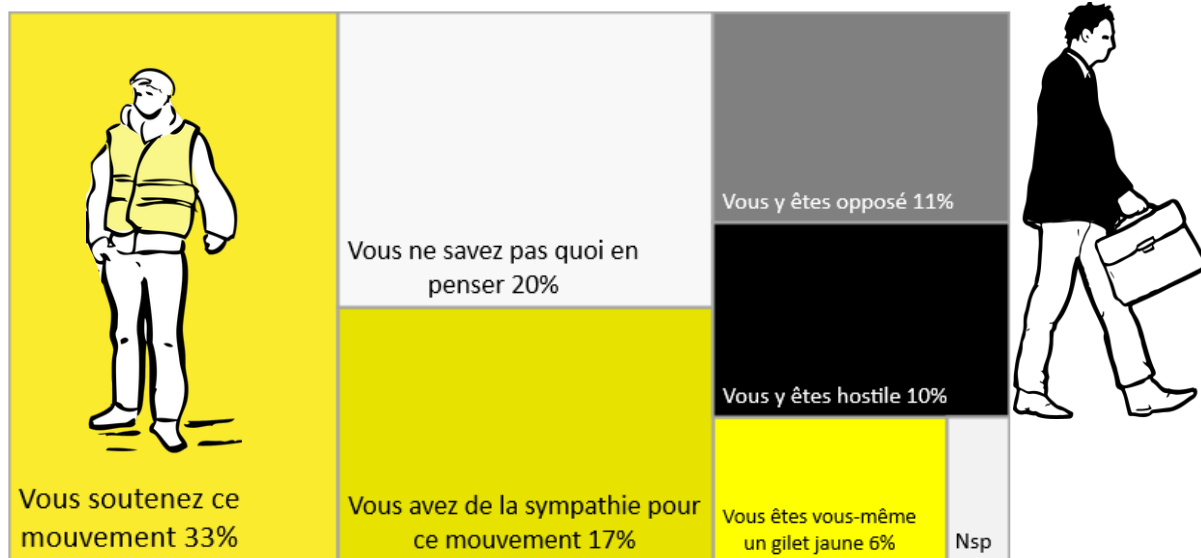 Vous soutenez ce
mouvement 33%
Vous ne savez pas quoi en
penser 20%
Vous avez de la sympathie pour
ce mouvement 17%
Vous y êtes opposé 11%
Vous y êtes hostile 10%
Vous êtes vous-même
un gilet jaune 6%
Nsp